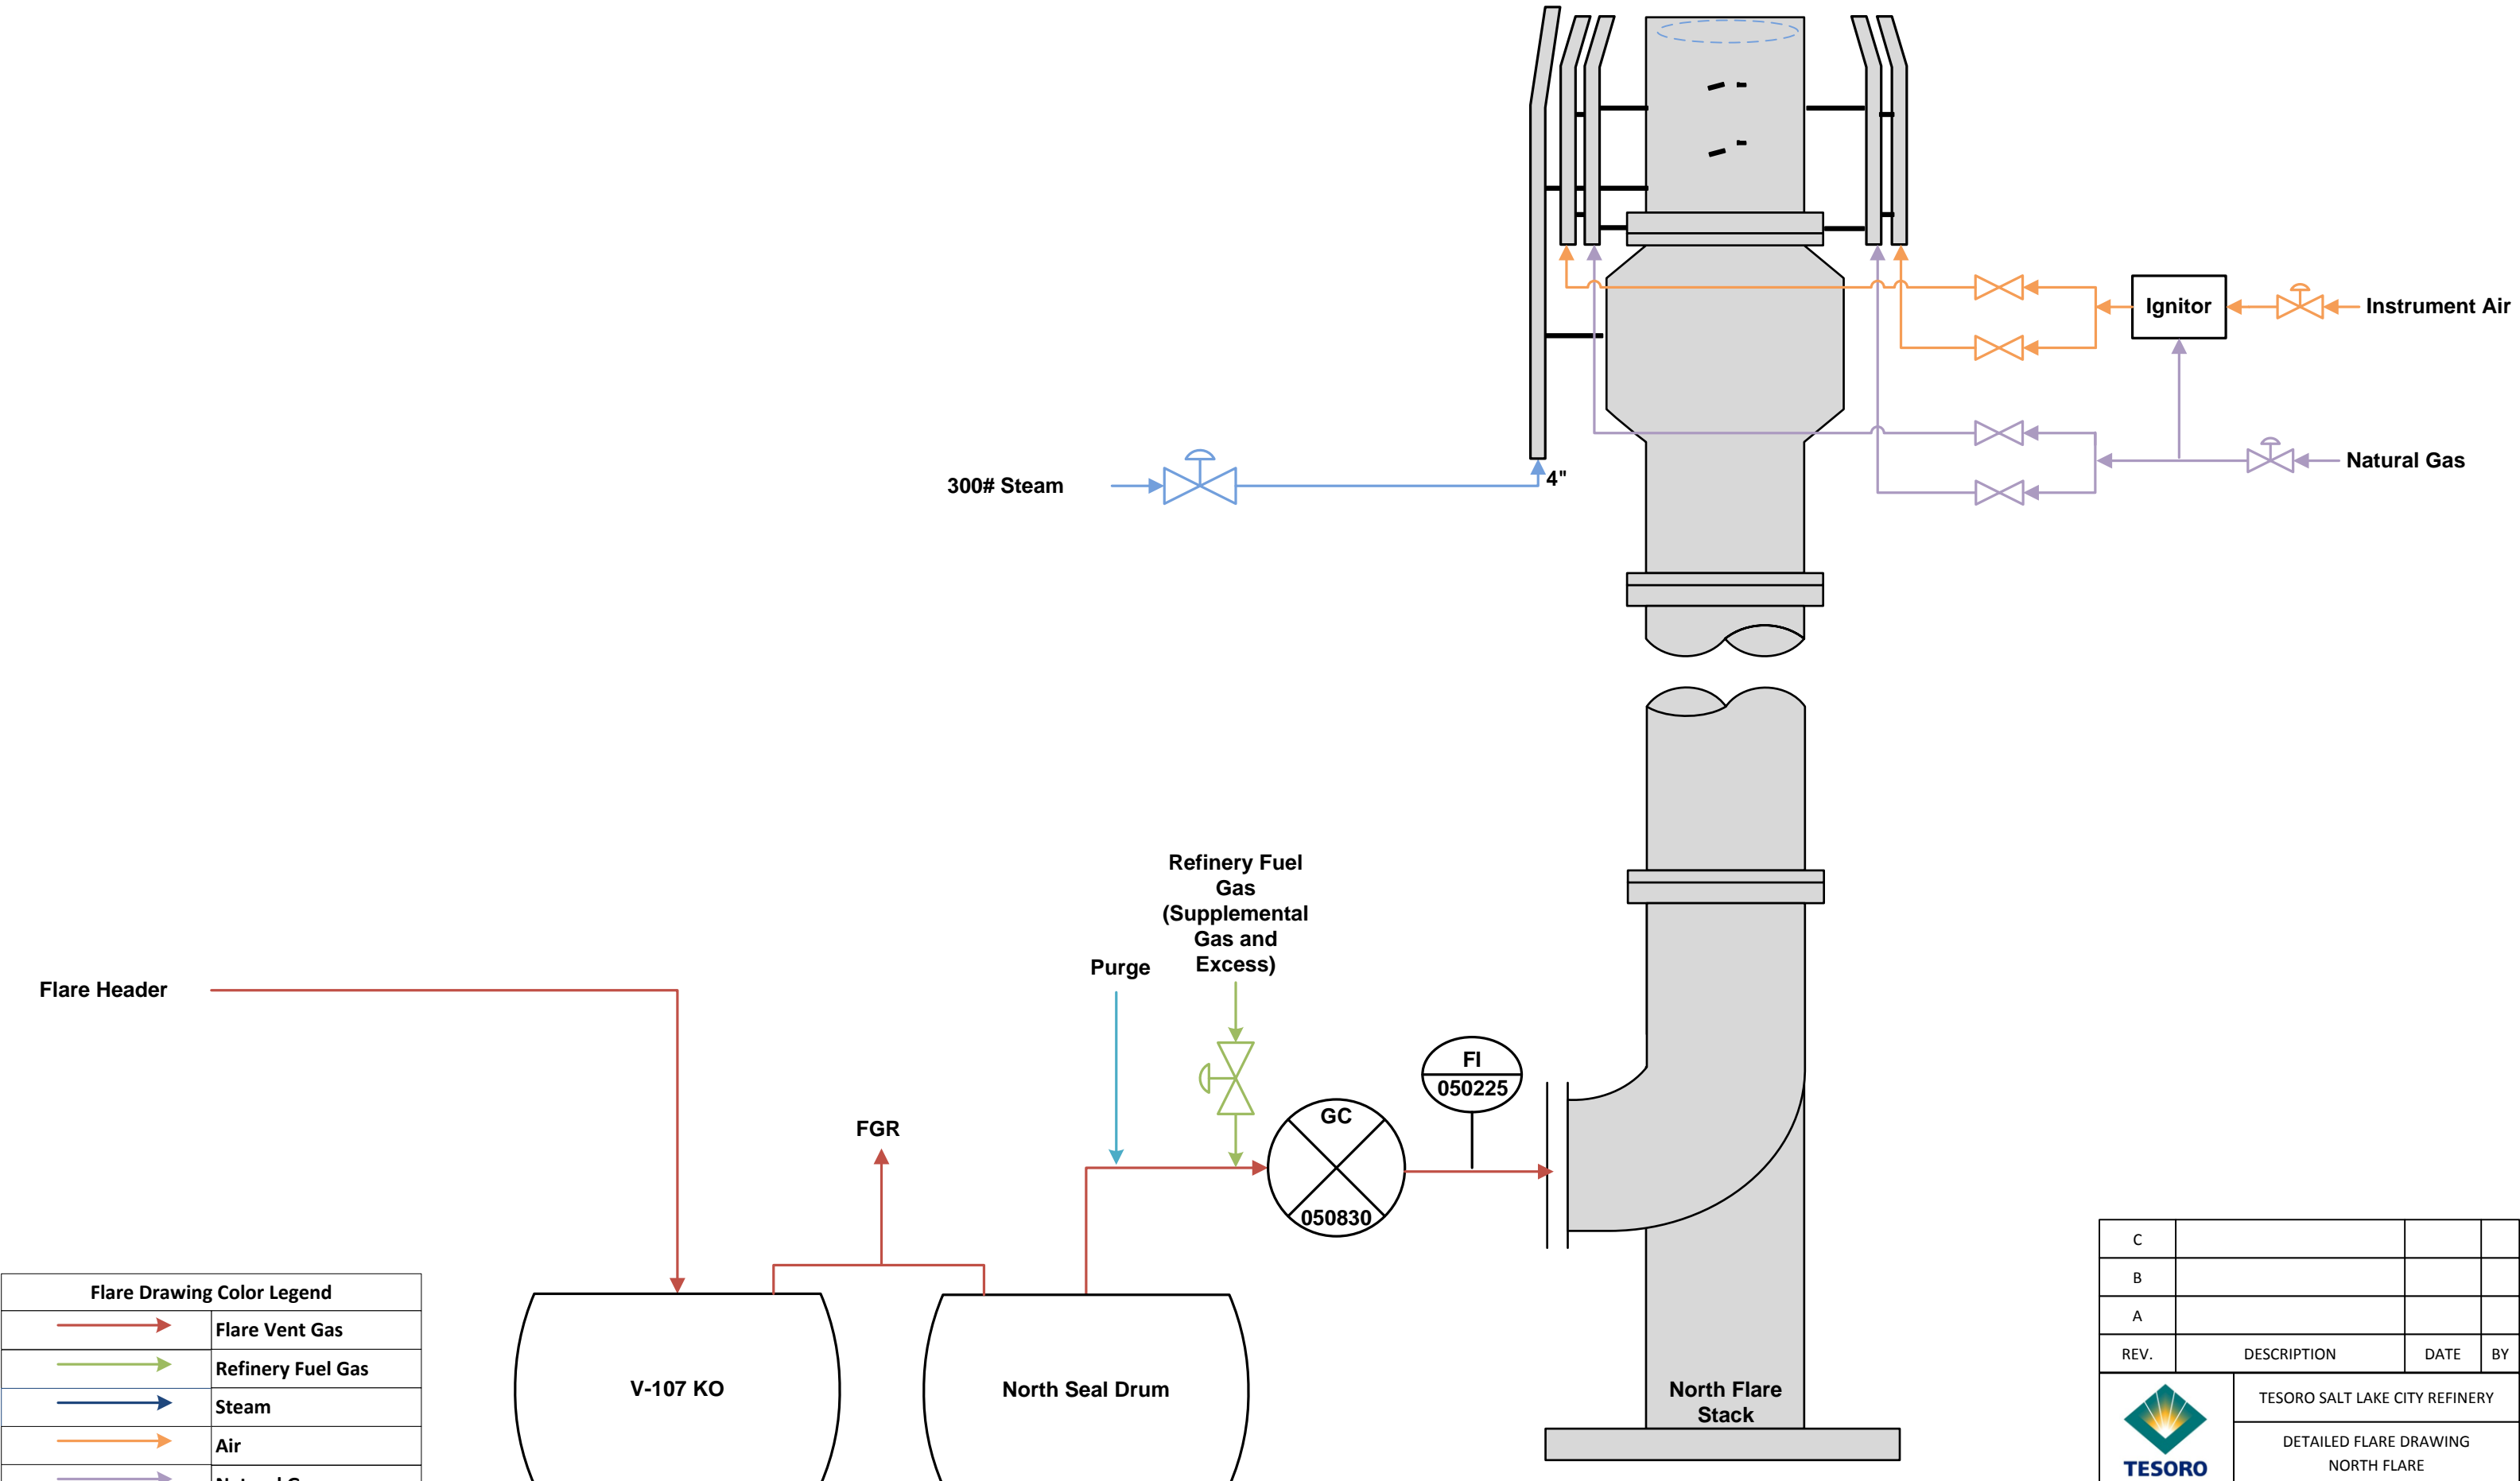 Ignitor
Instrument Air
300# Steam
4"
Natural Gas
Refinery Fuel
Gas
(Supplemental
Gas and
Excess)
Purge
Flare Header
FI
050225
FGR
GC
050830
Flare Drawing Color Legend
Flare Vent Gas
Refinery Fuel Gas
Steam
Air
V-107 KO
North Seal Drum
North Flare
Stack
C
B
A
REV. DESCRIPTION DATE BY
TESORO SALT LAKE CITY REFINERY
DETAILED FLARE DRAWING
NORTH FLARE
TESORO